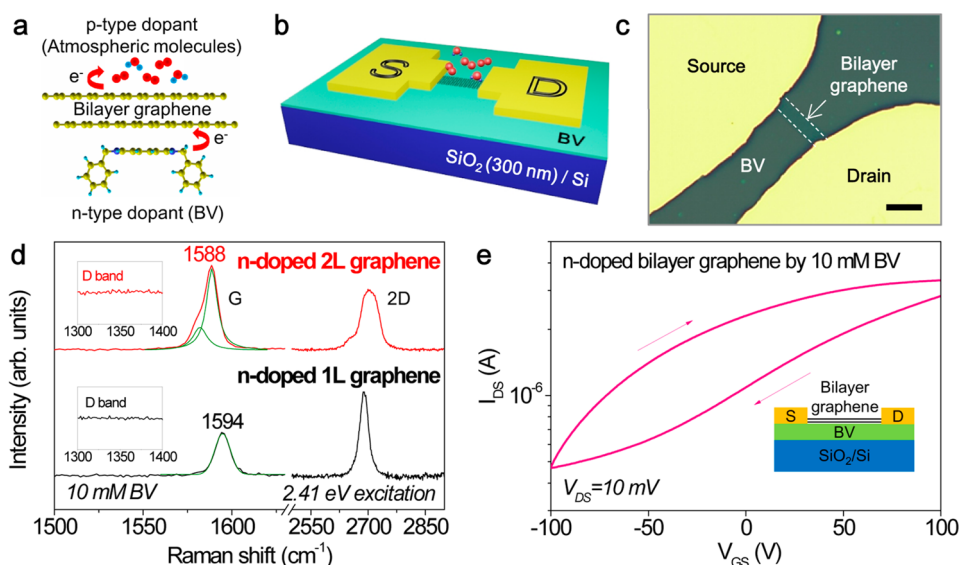 a
p-type dopant
(Atmospheric molecules)
e-
Bilayer graphene
e-
n-type dopant (BV)
b
S
D
BV
SiO₂ (300 nm) / Si
c
Source
Bilayer
graphene
BV
Drain
d
1588
n-doped 2L graphene
D band
G
2D
1300 1350 1400
n-doped 1L graphene
D band
1594
1300 1350 1400
10 mM BV
2.41 eV excitation
Intensity (arb. units)
1500 1600 2550 2700 2850
Raman shift (cm⁻¹)
e
n-doped bilayer graphene by 10 mM BV
I_DS (A)
10⁻⁶
Bilayer
graphene
S
D
BV
SiO₂/Si
V_DS=10 mV
-100 -50 0 50 100
V_GS (V)